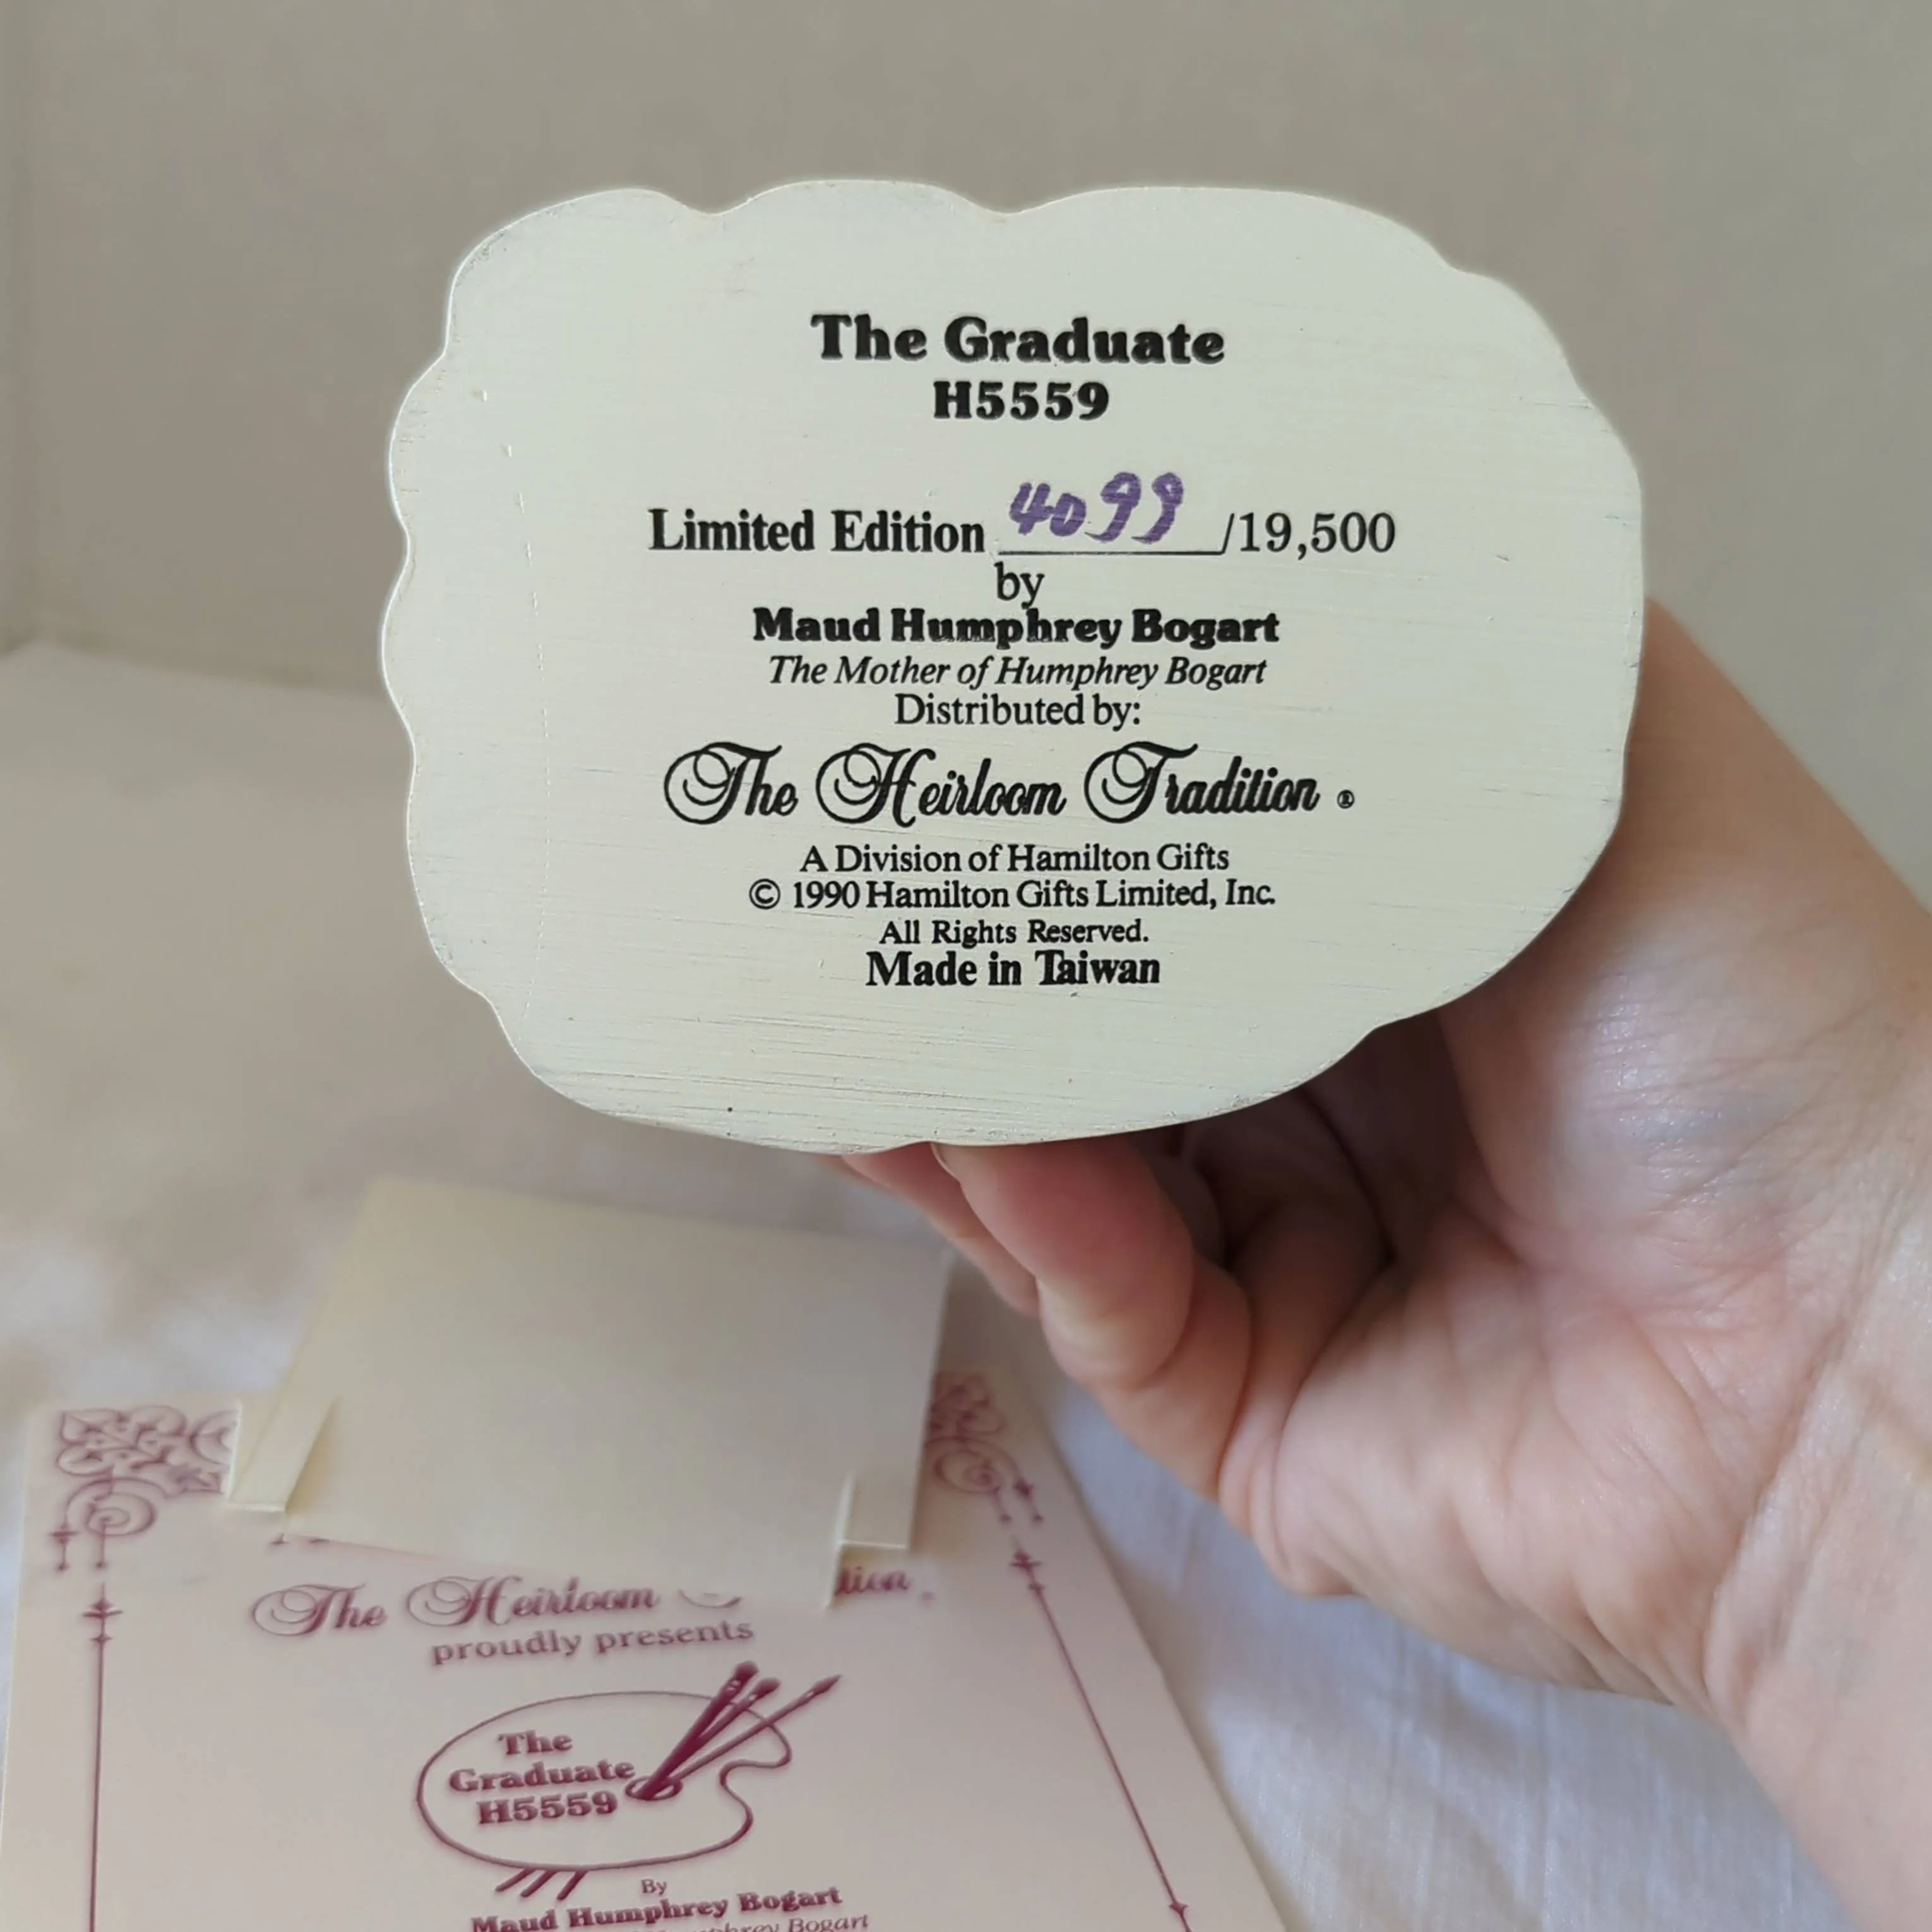 The Graduate
H5559
Limited Edition 4099 /19,500
by
Maud Humphrey Bogart
The Mother of Humphrey Bogart
Distributed by:
The Heirloom Tradition ®
A Division of Hamilton Gifts
© 1990 Hamilton Gifts Limited, Inc.
All Rights Reserved.
Made in Taiwan
The Heirloom
proudly presents
The
Graduate
H5559
By
Maud Humphrey Bogart
Bogart